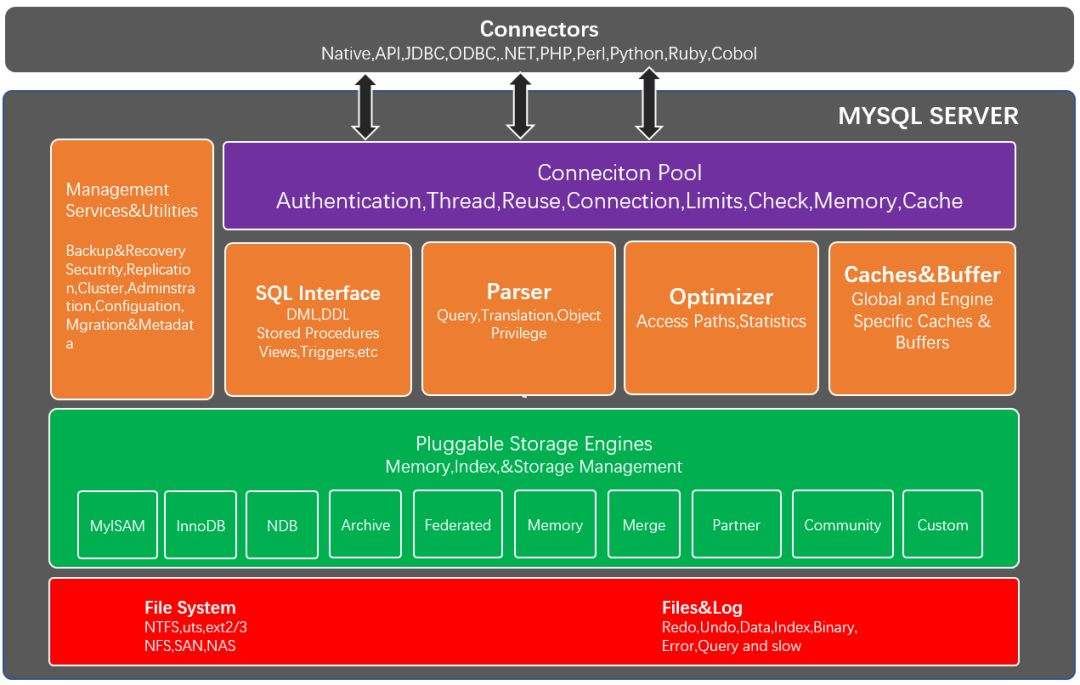 Connectors
Native,API,JDBC,ODBC,.NET,PHP,Perl,Python,Ruby,Cobol
MYSQL SERVER
Management
Services&Utilities
Backup&Recovery
Secutrity,Replicatio
n,Cluster,Adminstra
tion,Configuation,
Mgration&Metadat
a
Conneciton Pool
Authentication,Thread,Reuse,Connection,Limits,Check,Memory,Cache
SQL Interface
DML,DDL
Stored Procedures
Views,Triggers,etc
Parser
Query,Translation,Object
Privilege
Optimizer
Access Paths,Statistics
Caches&Buffer
Global and Engine
Specific Caches &
Buffers
Pluggable Storage Engines
Memory,Index,&Storage Management
MyISAM
InnoDB
NDB
Archive
Federated
Memory
Merge
Partner
Community
Custom
File System
NTFS,uts,ext2/3
NFS,SAN,NAS
Files&Log
Redo,Undo,Data,Index,Binary,
Error,Query and slow